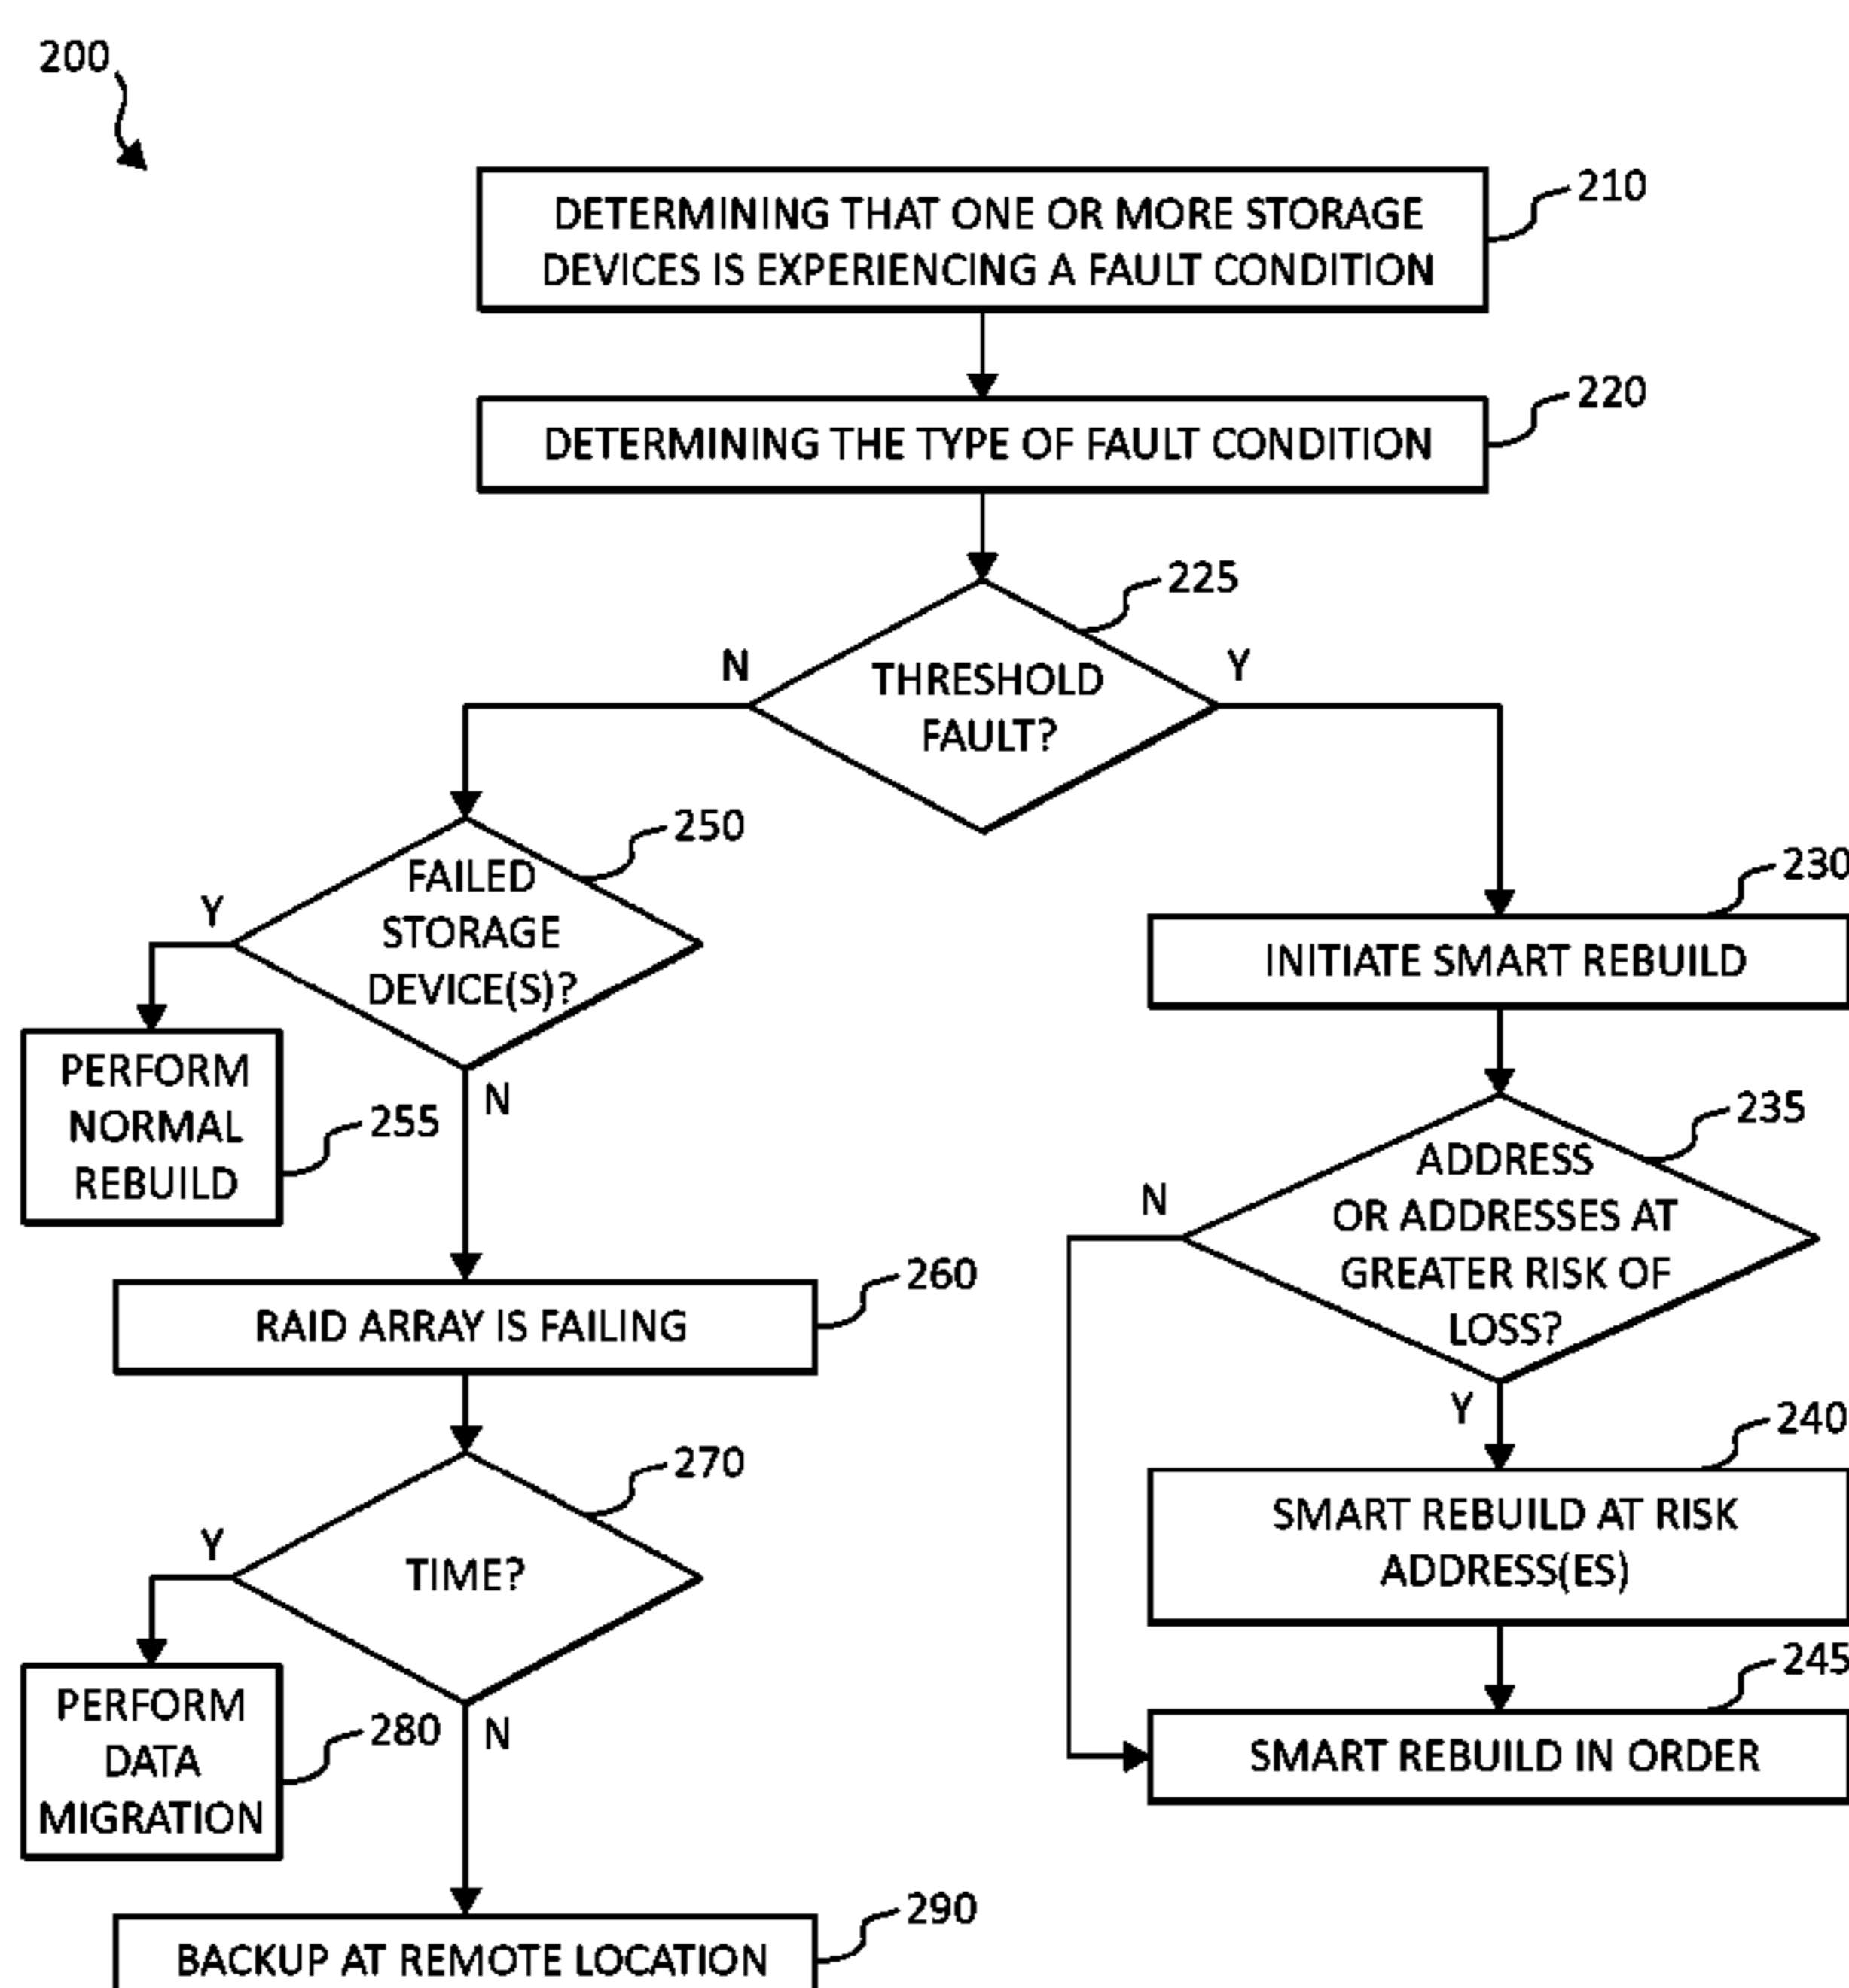 200
DETERMINING THAT ONE OR MORE STORAGE
DEVICES IS EXPERIENCING A FAULT CONDITION
210
DETERMINING THE TYPE OF FAULT CONDITION
220
225
THRESHOLD
FAULT?
N
Y
250
FAILED
STORAGE
DEVICE(S)?
Y
N
PERFORM
NORMAL
REBUILD
255
RAID ARRAY IS FAILING
260
270
TIME?
Y
N
PERFORM
DATA
MIGRATION
280
BACKUP AT REMOTE LOCATION
290
230
INITIATE SMART REBUILD
235
ADDRESS
OR ADDRESSES AT
GREATER RISK OF
LOSS?
N
Y
240
SMART REBUILD AT RISK
ADDRESS(ES)
245
SMART REBUILD IN ORDER